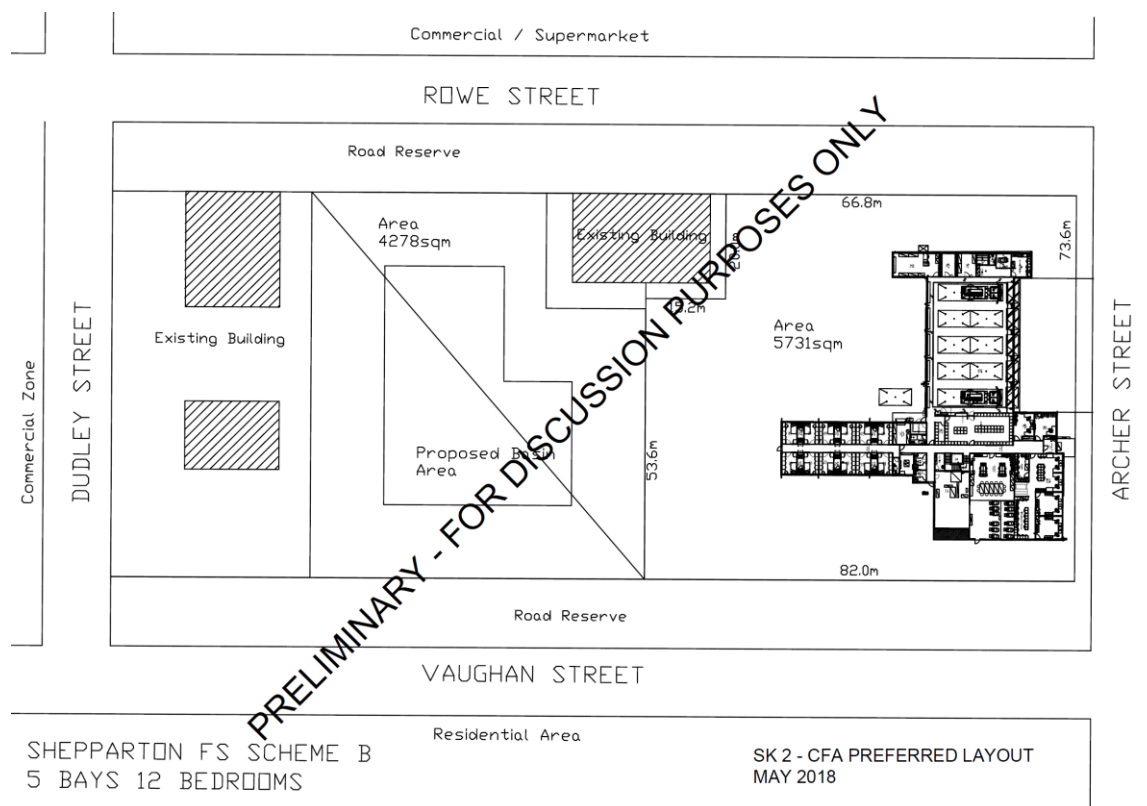 Commercial / Supermarket
ROWE STREET
Road Reserve
66.8m
Area
4278sqm
Existing Building
73.6m
15.2m
Area
5731sqm
Existing Building
Commercial Zone
DUDLEY STREET
ARCHER STREET
Proposed Basin
Area
53.6m
82.0m
Road Reserve
PRELIMINARY - FOR DISCUSSION PURPOSES ONLY
VAUGHAN STREET
Residential Area
SHEPPARTON FS SCHEME B
5 BAYS 12 BEDROOMS
SK 2 - CFA PREFERRED LAYOUT
MAY 2018